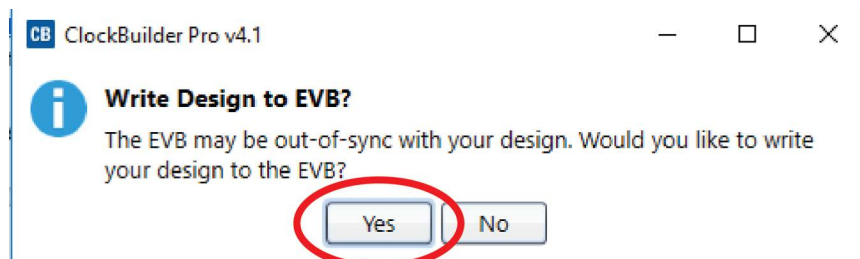 CB ClockBuilder Pro v4.1
Write Design to EVB?
The EVB may be out-of-sync with your design. Would you like to write
your design to the EVB?
Yes No